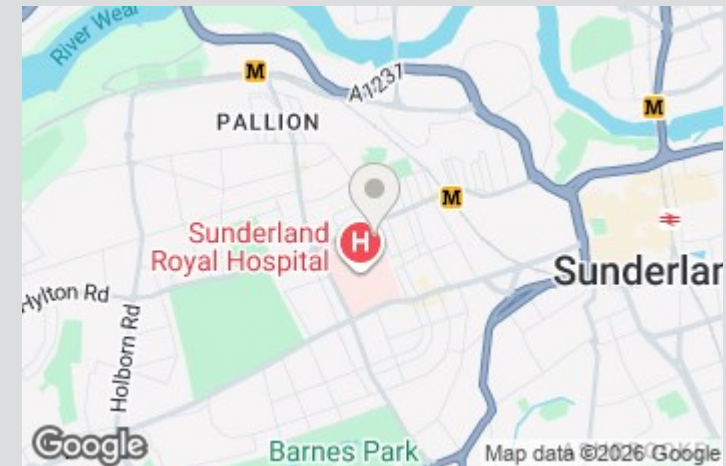 River Wear
M
A1231
M
PALLION
M
Sunderland
Royal Hospital
H
Sunderlan
Hylton Rd
Holborn Rd
Google
Barnes Park
Map data ©2026 Google